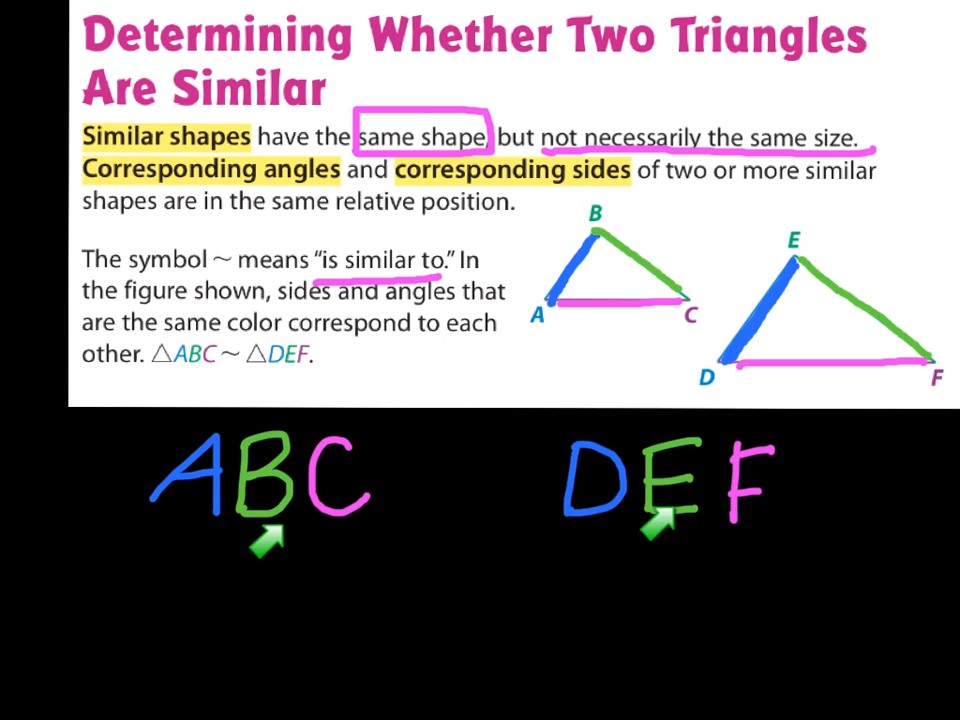 Determining Whether Two Triangles
Are Similar
Similar shapes have the same shape, but not necessarily the same size.
Corresponding angles and corresponding sides of two or more similar
shapes are in the same relative position.
The symbol ~ means “is similar to.” In
the figure shown, sides and angles that
are the same color correspond to each
other. △ABC ~ △DEF.
B
A
C
E
D
F
ABC DEF